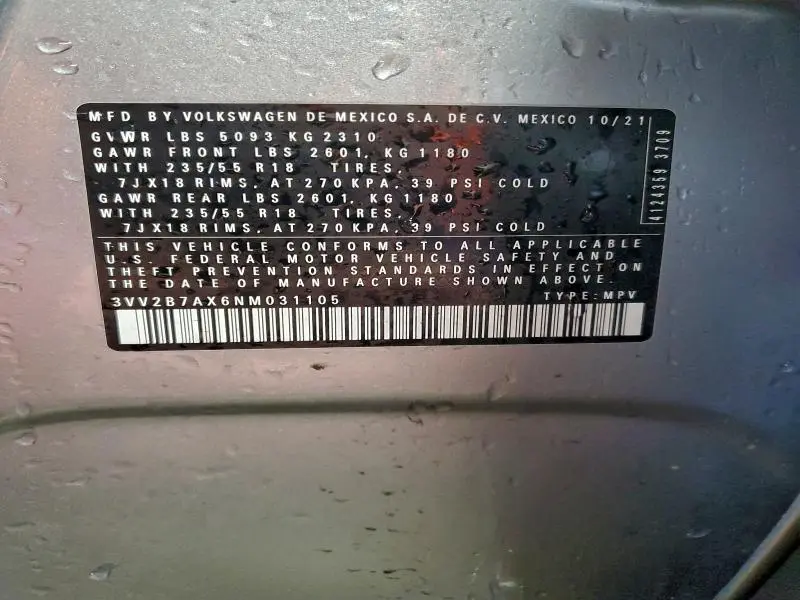 MFD. BY VOLKSWAGEN DE MEXICO S.A. DE C.V. MEXICO 10/21
GVWR LBS 5093 KG 2310
GAWR FRONT LBS 2601, KG 1180
WITH 235/55 R18 TIRES,
7JX18 RIMS, AT 270 KPA, 39 PSI COLD
GAWR REAR LBS 2601, KG 1180
WITH 235/55 R18 TIRES,
7JX18 RIMS, AT 270 KPA, 39 PSI COLD
THIS VEHICLE CONFORMS TO ALL APPLICABLE
U.S. FEDERAL MOTOR VEHICLE SAFETY AND
THEFT PREVENTION STANDARDS IN EFFECT ON
THE DATE OF MANUFACTURE SHOWN ABOVE.
3VV2B7AX6NM031105 TYPE: MPV
4124359 3709